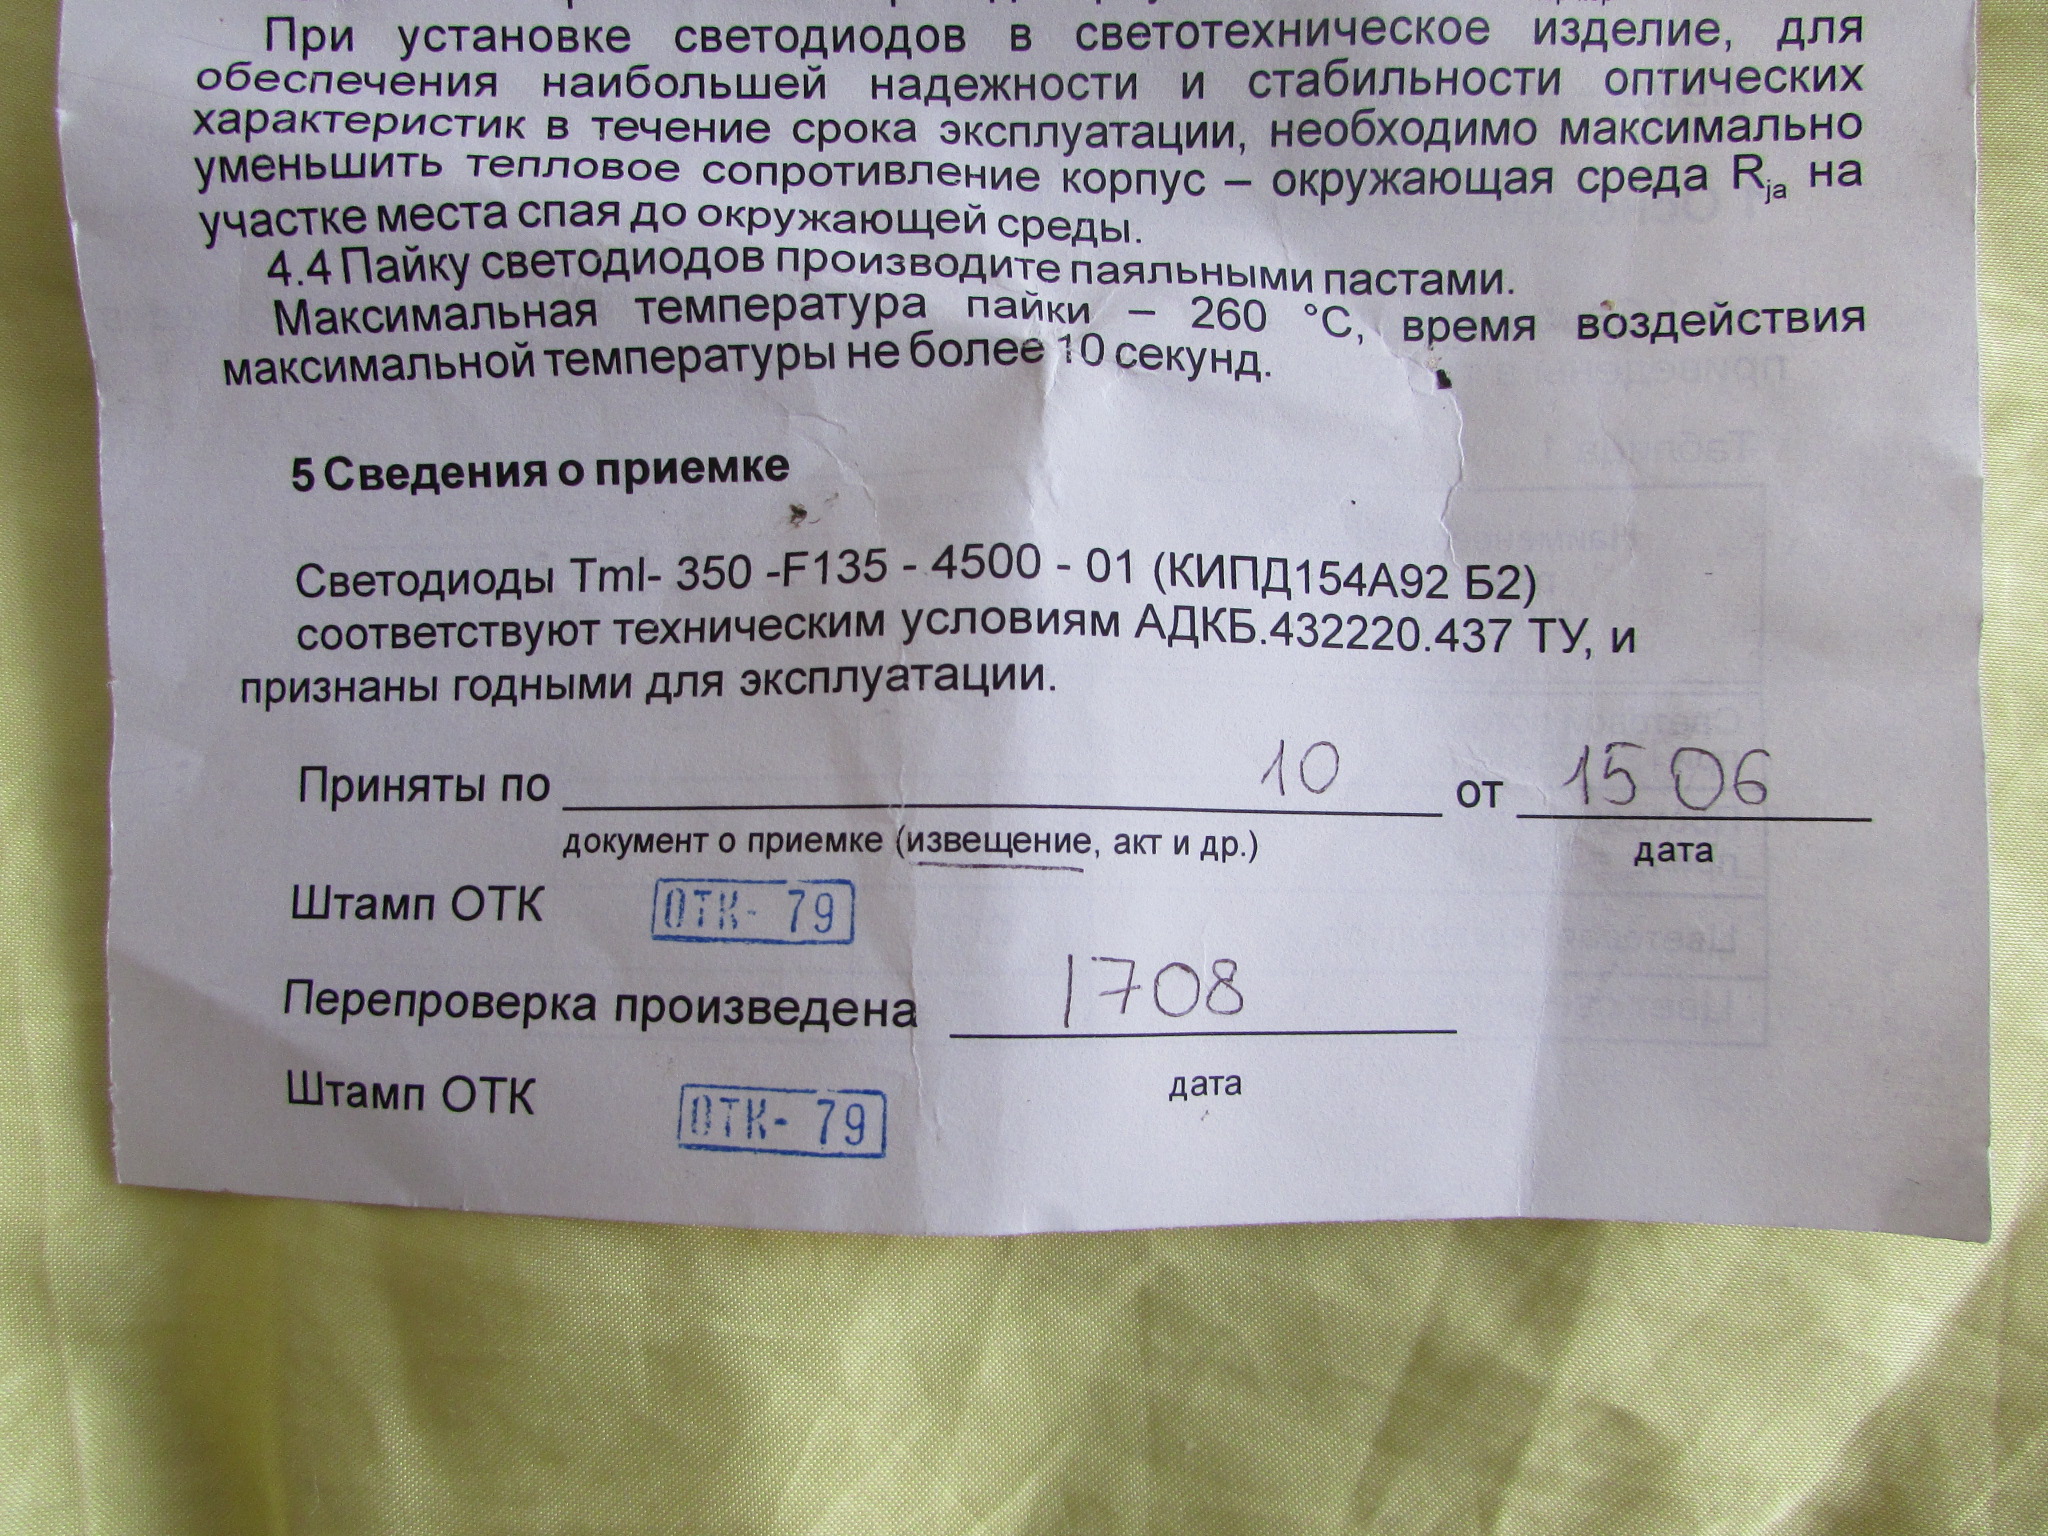 При установке светодиодов в светотехническое изделие, для
обеспечения наибольшей надежности и стабильности оптических
характеристик в течение срока эксплуатации, необходимо максимально
уменьшить тепловое сопротивление корпус – окружающая среда Rja на
участке места спая до окружающей среды.
4.4 Пайку светодиодов производите паяльными пастами.
Максимальная температура пайки – 260 °С, время воздействия
максимальной температуры не более 10 секунд.
5 Сведения о приемке
Светодиоды Tml- 350 -F135 - 4500 - 01 (КИПД154А92 Б2)
соответствуют техническим условиям АДКБ.432220.437 ТУ, и
признаны годными для эксплуатации.
Приняты по 10 от 15 06
документ о приемке (извещение, акт и др.) дата
Штамп ОТК ОТК- 79
Перепроверка произведена 1708
дата
Штамп ОТК ОТК- 79